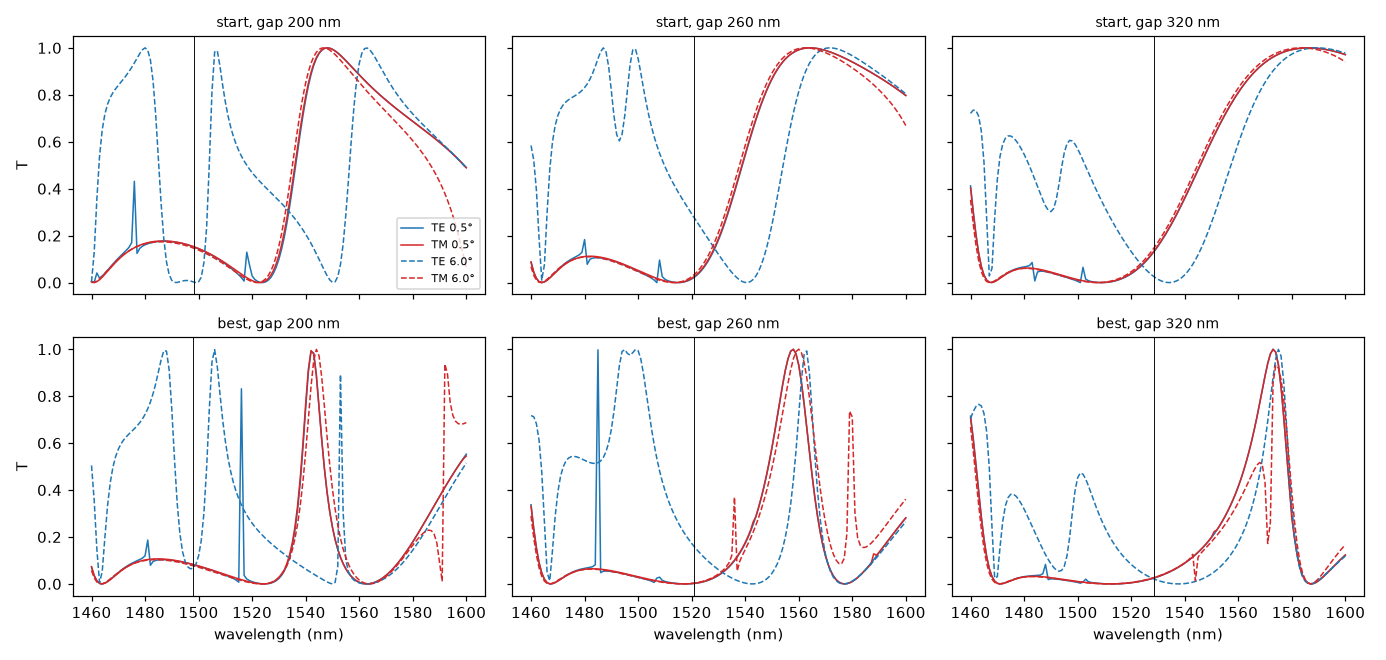 start, gap 200 nm
start, gap 260 nm
start, gap 320 nm
T
1.0
0.8
0.6
0.4
0.2
0.0
TE 0.5°
TM 0.5°
TE 6.0°
TM 6.0°
best, gap 200 nm
best, gap 260 nm
best, gap 320 nm
T
1.0
0.8
0.6
0.4
0.2
0.0
1460 1480 1500 1520 1540 1560 1580 1600
1460 1480 1500 1520 1540 1560 1580 1600
1460 1480 1500 1520 1540 1560 1580 1600
wavelength (nm)
wavelength (nm)
wavelength (nm)